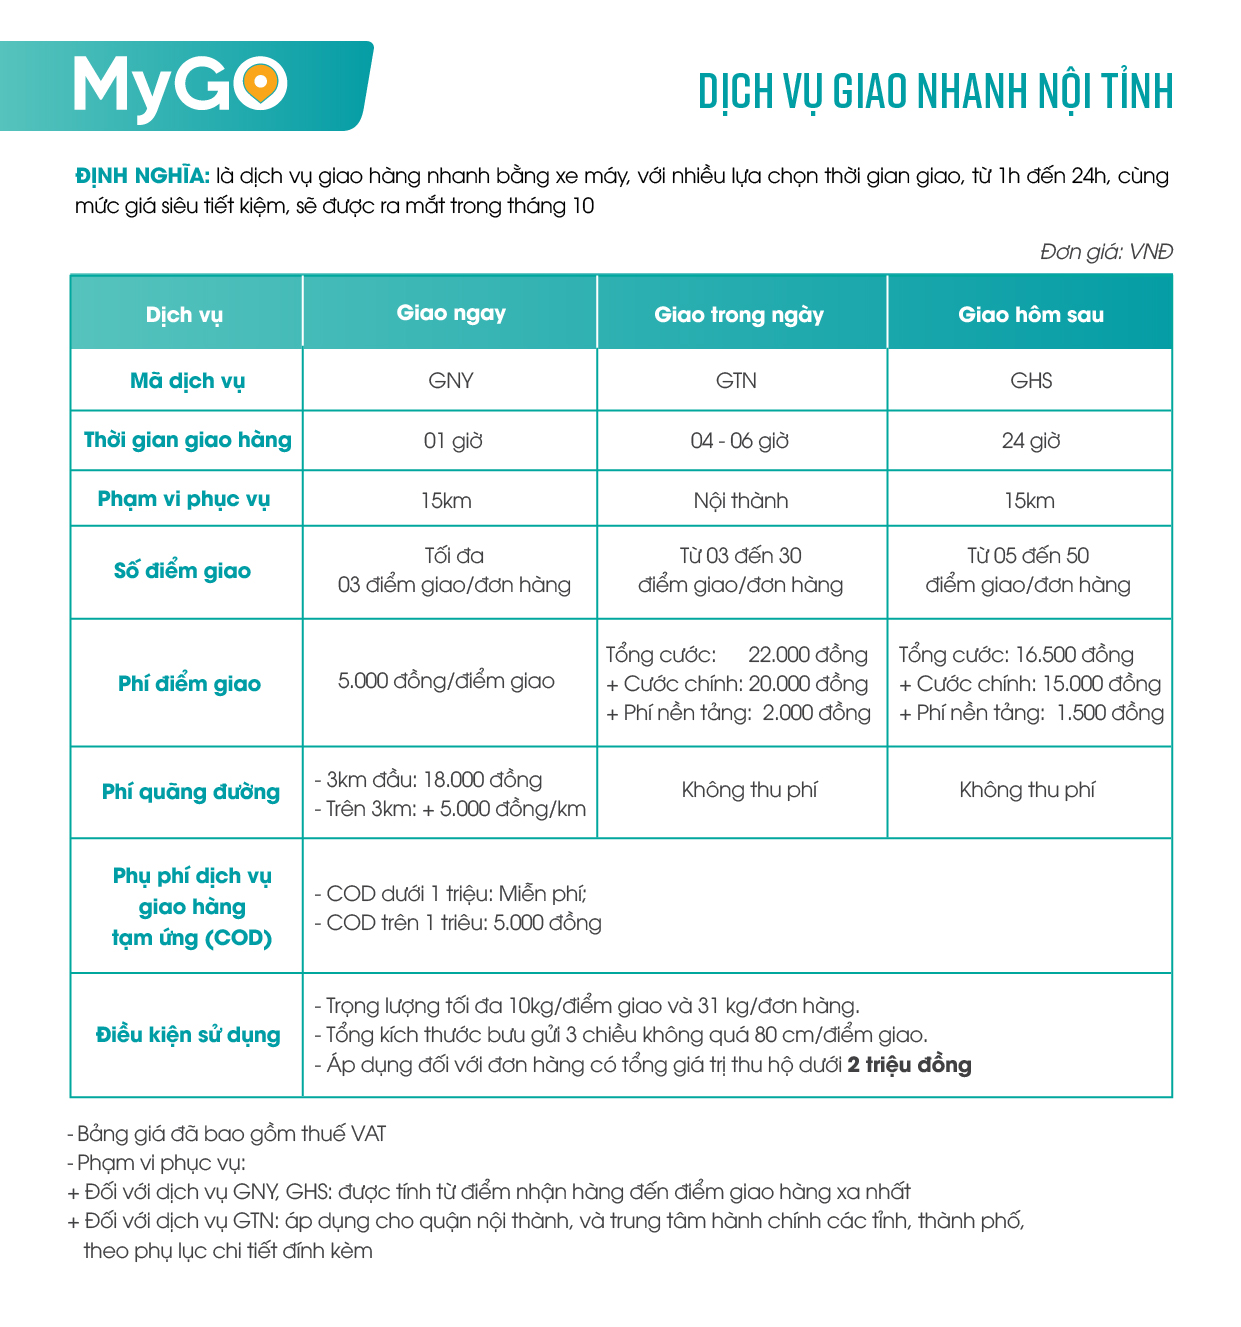 MyGO
DỊCH VỤ GIAO NHANH NỘI TỈNH
ĐỊNH NGHĨA: là dịch vụ giao hàng nhanh bằng xe máy, với nhiều lựa chọn thời gian giao, từ 1h đến 24h, cùng
mức giá siêu tiết kiệm, sẽ được ra mắt trong tháng 10
Đơn giá: VNĐ
Dịch vụ
Giao ngay
Giao trong ngày
Giao hôm sau
Mã dịch vụ
GNY
GTN
GHS
Thời gian giao hàng
01 giờ
04 - 06 giờ
24 giờ
Phạm vi phục vụ
15km
Nội thành
15km
Số điểm giao
Tối đa
03 điểm giao/đơn hàng
Từ 03 đến 30
điểm giao/đơn hàng
Từ 05 đến 50
điểm giao/đơn hàng
Phí điểm giao
5.000 đồng/điểm giao
Tổng cước: 22.000 đồng
+ Cước chính: 20.000 đồng
+ Phí nền tảng: 2.000 đồng
Tổng cước: 16.500 đồng
+ Cước chính: 15.000 đồng
+ Phí nền tảng: 1.500 đồng
Phí quãng đường
- 3km đầu: 18.000 đồng
- Trên 3km: + 5.000 đồng/km
Không thu phí
Không thu phí
Phụ phí dịch vụ
giao hàng
tạm ứng (COD)
- COD dưới 1 triệu: Miễn phí;
- COD trên 1 triêu: 5.000 đồng
Điều kiện sử dụng
- Trọng lượng tối đa 10kg/điểm giao và 31 kg/đơn hàng.
- Tổng kích thước bưu gửi 3 chiều không quá 80 cm/điểm giao.
- Áp dụng đối với đơn hàng có tổng giá trị thu hộ dưới 2 triệu đồng
- Bảng giá đã bao gồm thuế VAT
- Phạm vi phục vụ:
+ Đối với dịch vụ GNY, GHS: được tính từ điểm nhận hàng đến điểm giao hàng xa nhất
+ Đối với dịch vụ GTN: áp dụng cho quận nội thành, và trung tâm hành chính các tỉnh, thành phố,
theo phụ lục chi tiết đính kèm